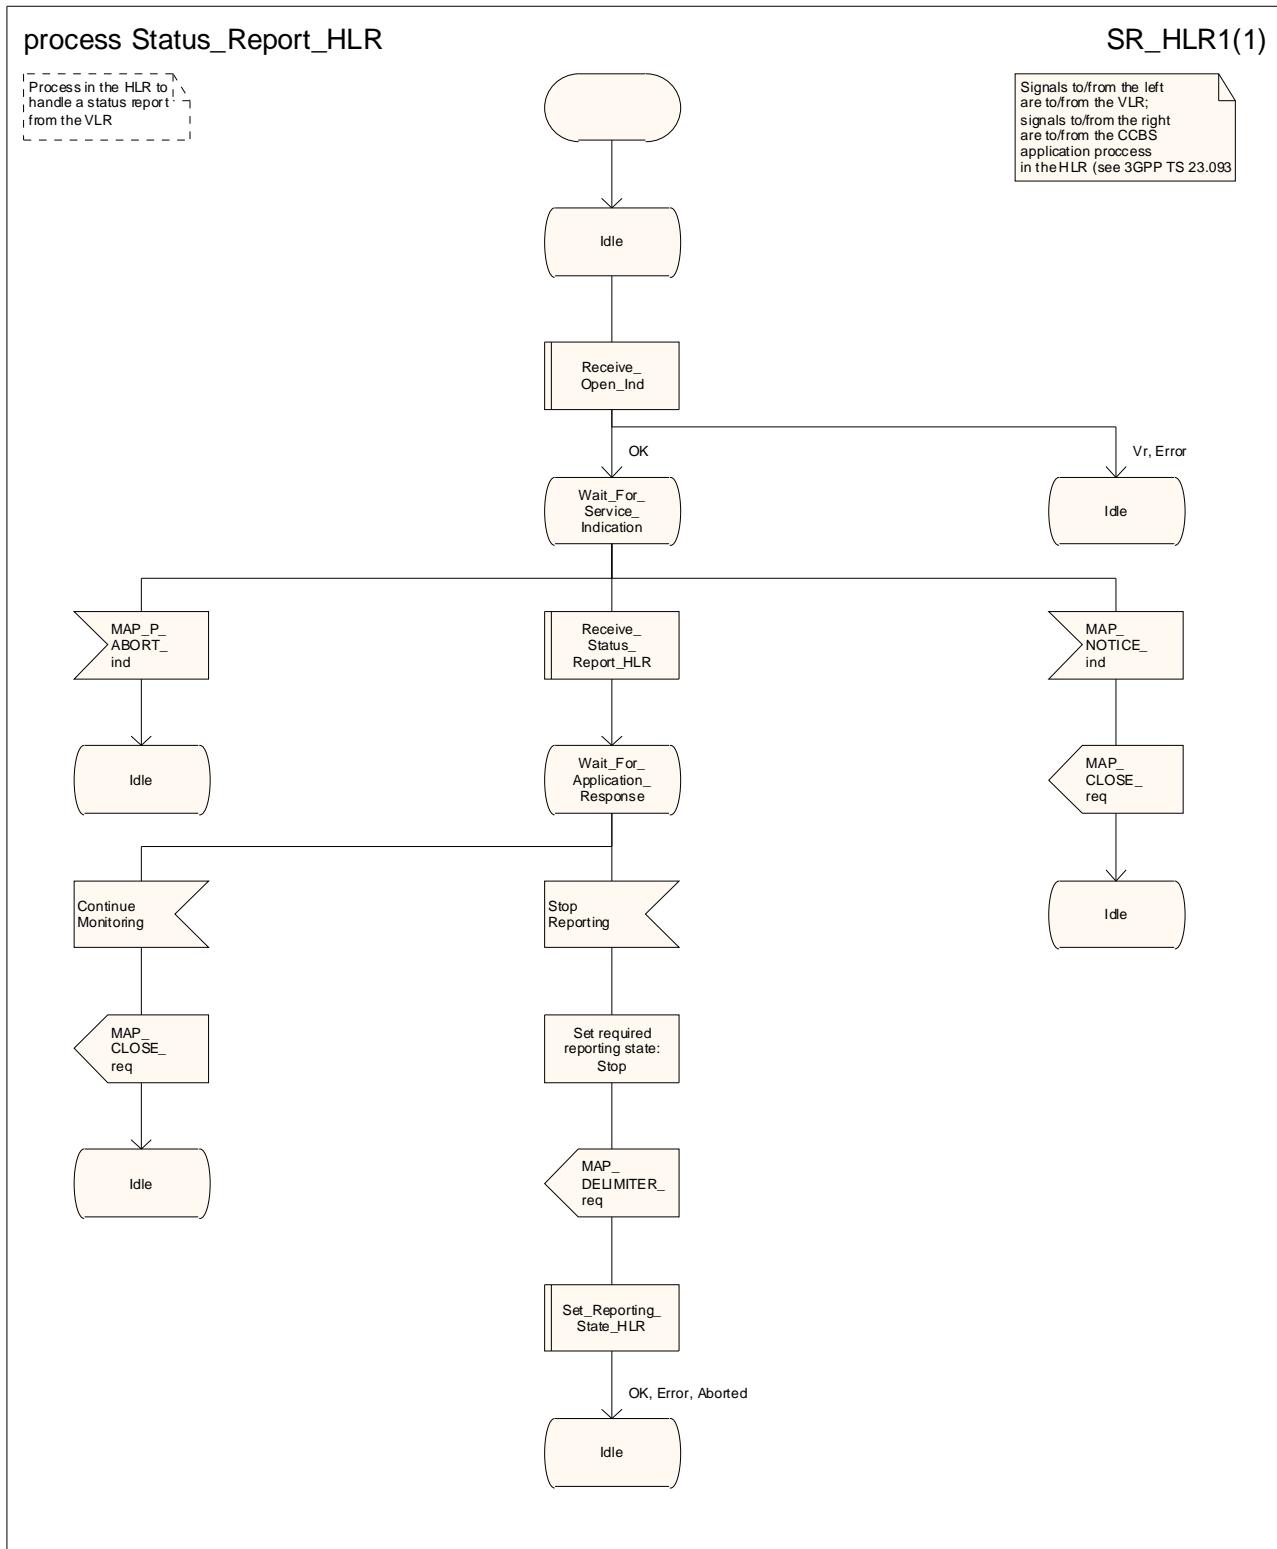 process Status_Report_HLR
SR_HLR1(1)
Process in the HLR to
handle a status report
from the VLR
Signals to/from the left
are to/from the VLR;
signals to/from the right
are to/from the CCBS
application proccess
in the HLR (see 3GPP TS 23.093
Idle
Receive_
Open_Ind
OK
Vr, Error
Wait_For_
Service_
Indication
Idle
MAP_P_
ABORT_
ind
Receive_
Status_
Report_HLR
MAP_
NOTICE_
ind
Idle
Wait_For_
Application_
Response
MAP_
CLOSE_
req
Continue
Monitoring
Stop
Reporting
Idle
MAP_
CLOSE_
req
Set required
reporting state:
Stop
Idle
MAP_
DELIMITER_
req
Set_Reporting_
State_HLR
OK, Error, Aborted
Idle